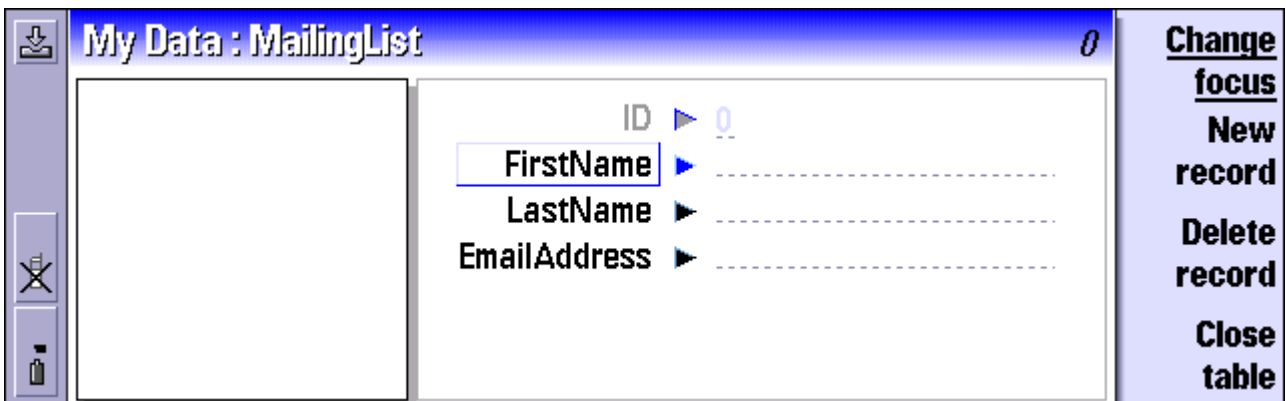 My Data : MailingList 0
ID 0
FirstName
LastName
EmailAddress
Change
focus
New
record
Delete
record
Close
table